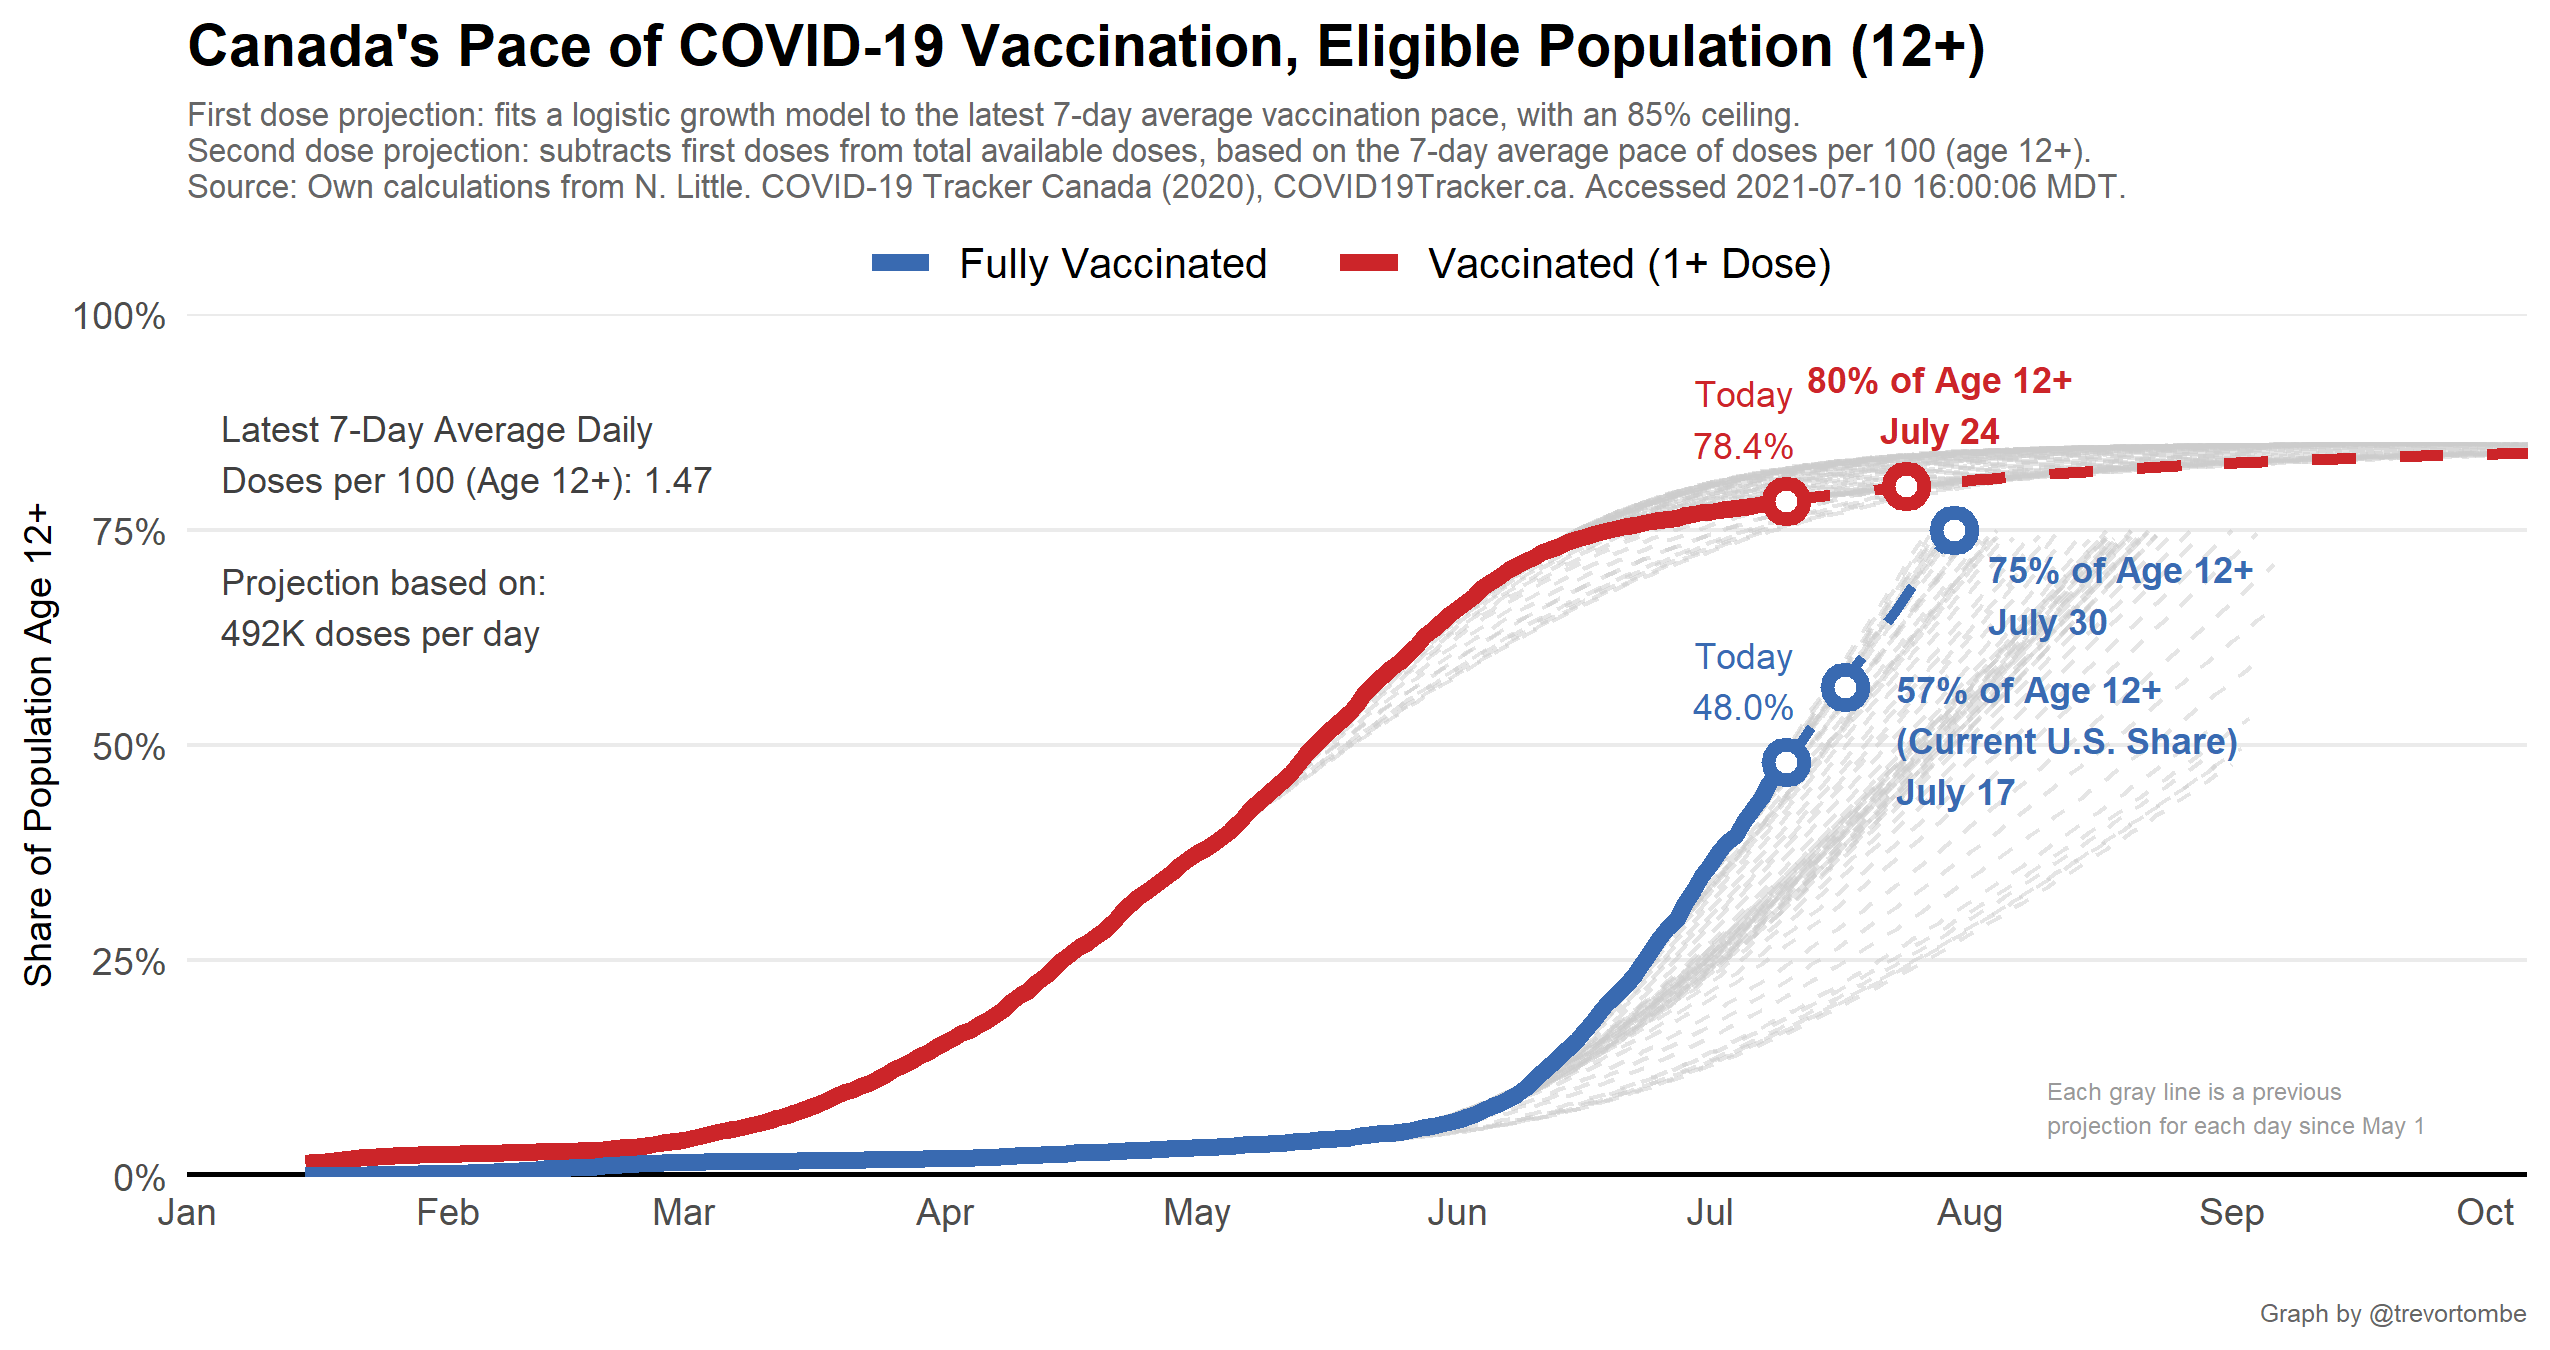 Canada's Pace of COVID-19 Vaccination, Eligible Population (12+)
First dose projection: fits a logistic growth model to the latest 7-day average vaccination pace, with an 85% ceiling.
Second dose projection: subtracts first doses from total available doses, based on the 7-day average pace of doses per 100 (age 12+).
Source: Own calculations from N. Little. COVID-19 Tracker Canada (2020), COVID19Tracker.ca. Accessed 2021-07-10 16:00:06 MDT.
Fully Vaccinated
Vaccinated (1+ Dose)
Share of Population Age 12+
100%
75%
50%
25%
0%
Latest 7-Day Average Daily
Doses per 100 (Age 12+): 1.47
Projection based on:
492K doses per day
Today
78.4%
80% of Age 12+
July 24
75% of Age 12+
July 30
Today
48.0%
57% of Age 12+
(Current U.S. Share)
July 17
Each gray line is a previous
projection for each day since May 1
Jan
Feb
Mar
Apr
May
Jun
Jul
Aug
Sep
Oct
Graph by @trevortombe